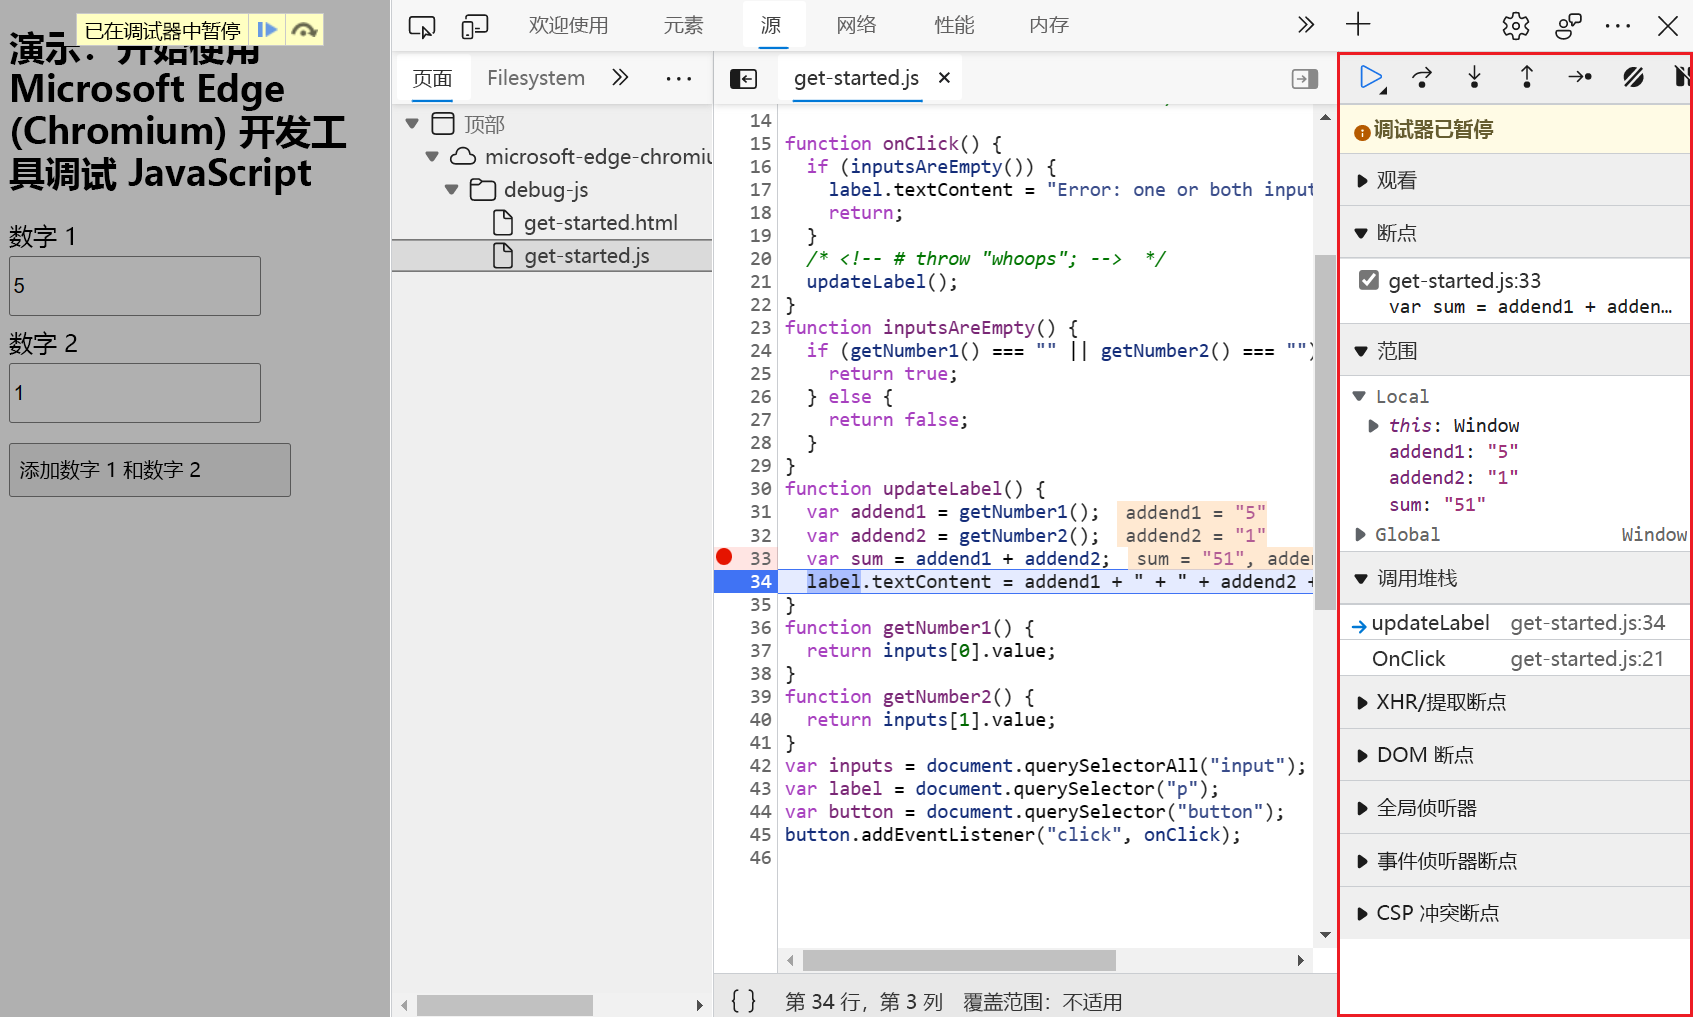 已在调试器中暂停
演示：开始使用
Microsoft Edge
(Chromium) 开发工
具调试 JavaScript
数字 1
5
数字 2
1
添加数字 1 和数字 2
欢迎使用 元素 源 网络 性能 内存
页面 Filesystem
顶部
microsoft-edge-chromiu
debug-js
get-started.html
get-started.js
get-started.js
14
15 function onClick() {
16 if (inputsAreEmpty()) {
17 label.textContent = "Error: one or both input
18 return;
19 }
20 /* <!-- # throw "whoops"; --> */
21 updateLabel();
22 }
23 function inputsAreEmpty() {
24 if (getNumber1() === "" || getNumber2() === "")
25 return true;
26 } else {
27 return false;
28 }
29 }
30 function updateLabel() {
31 var addend1 = getNumber1(); addend1 = "5"
32 var addend2 = getNumber2(); addend2 = "1"
33 var sum = addend1 + addend2; sum = "51", adden
34 label.textContent = addend1 + " + " + addend2 +
35 }
36 function getNumber1() {
37 return inputs[0].value;
38 }
39 function getNumber2() {
40 return inputs[1].value;
41 }
42 var inputs = document.querySelectorAll("input");
43 var label = document.querySelector("p");
44 var button = document.querySelector("button");
45 button.addEventListener("click", onClick);
46
{ } 第 34 行，第 3 列 覆盖范围：不适用
调试器已暂停
观看
断点
get-started.js:33
var sum = addend1 + adden…
范围
Local
this: Window
addend1: "5"
addend2: "1"
sum: "51"
Global Window
调用堆栈
updateLabel get-started.js:34
OnClick get-started.js:21
XHR/提取断点
DOM 断点
全局侦听器
事件侦听器断点
CSP 冲突断点